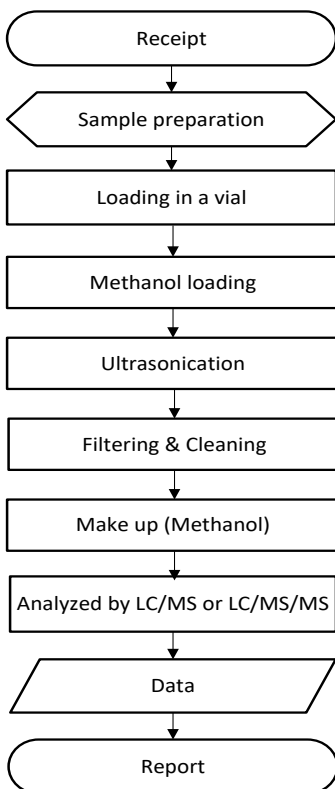 Receipt
Sample preparation
Loading in a vial
Methanol loading
Ultrasonication
Filtering & Cleaning
Make up (Methanol)
Analyzed by LC/MS or LC/MS/MS
Data
Report